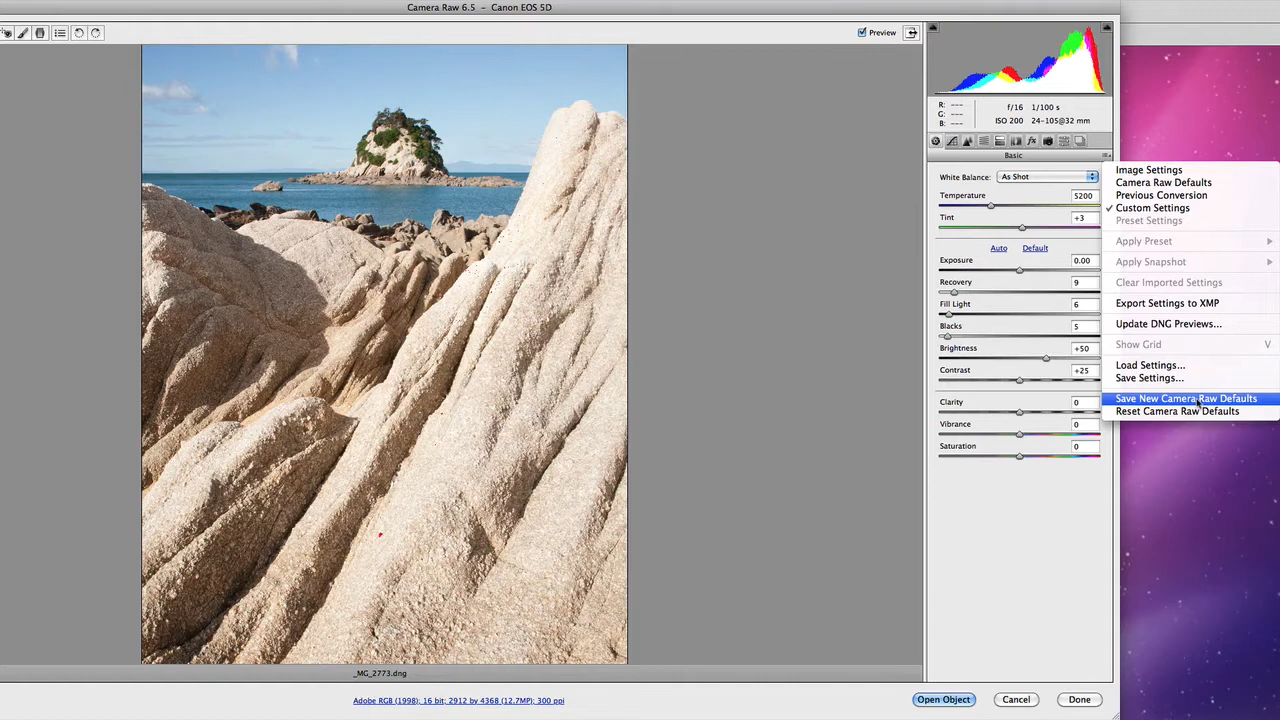 Camera Raw 6.5 – Canon EOS 5D
Preview
R: ---
G: ---
B: ---
f/16 1/100 s
ISO 200 24-105@32 mm
Basic
White Balance: As Shot
Temperature 5200
Tint +3
Auto Default
Exposure 0.00
Recovery 9
Fill Light 6
Blacks 5
Brightness +50
Contrast +25
Clarity 0
Vibrance 0
Saturation 0
Image Settings
Camera Raw Defaults
Previous Conversion
✓ Custom Settings
Preset Settings
Apply Preset
Apply Snapshot
Clear Imported Settings
Export Settings to XMP
Update DNG Previews...
Show Grid V
Load Settings...
Save Settings...
Save New Camera Raw Defaults
Reset Camera Raw Defaults
_MG_2773.dng
Adobe RGB (1998); 16 bit; 2912 by 4368 (12.7MP); 300 ppi
Open Object Cancel Done